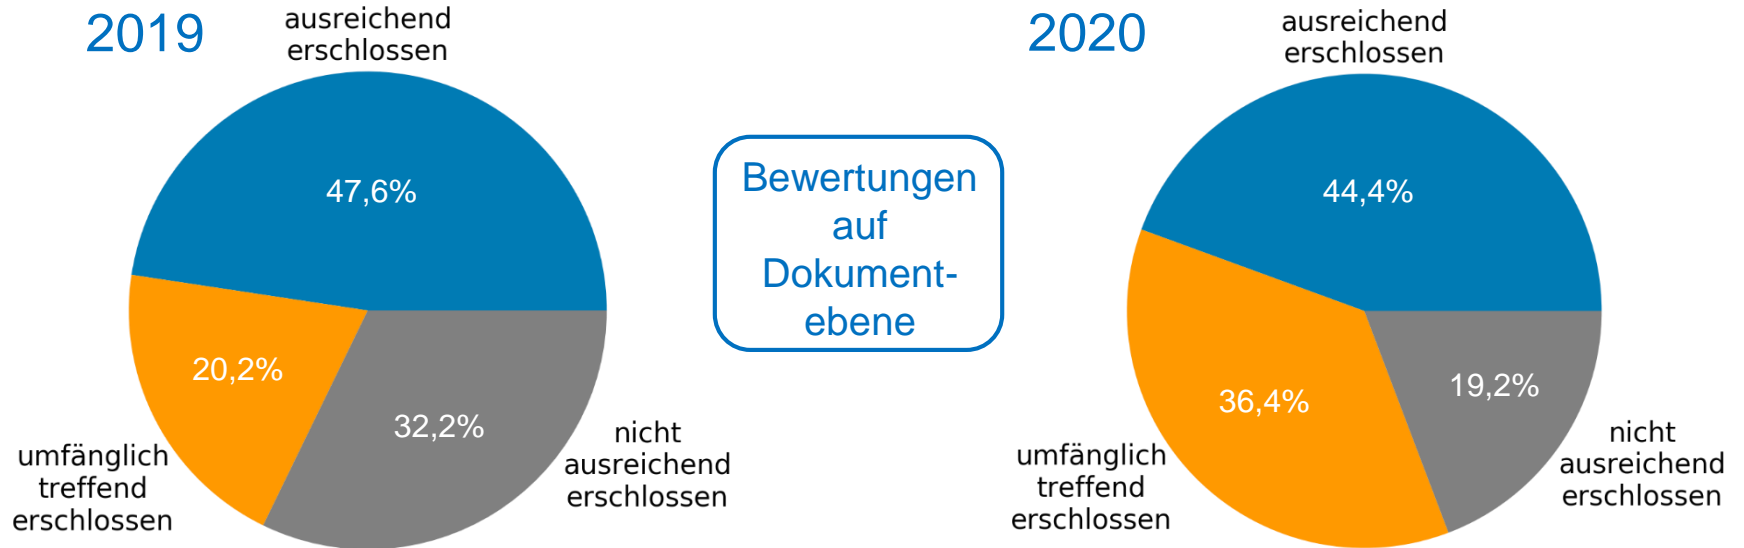 2019
ausreichend
erschlossen
47,6%
20,2%
32,2%
umfänglich
treffend
erschlossen
nicht
ausreichend
erschlossen
Bewertungen
auf
Dokument-
ebene
2020
ausreichend
erschlossen
44,4%
36,4%
19,2%
umfänglich
treffend
erschlossen
nicht
ausreichend
erschlossen